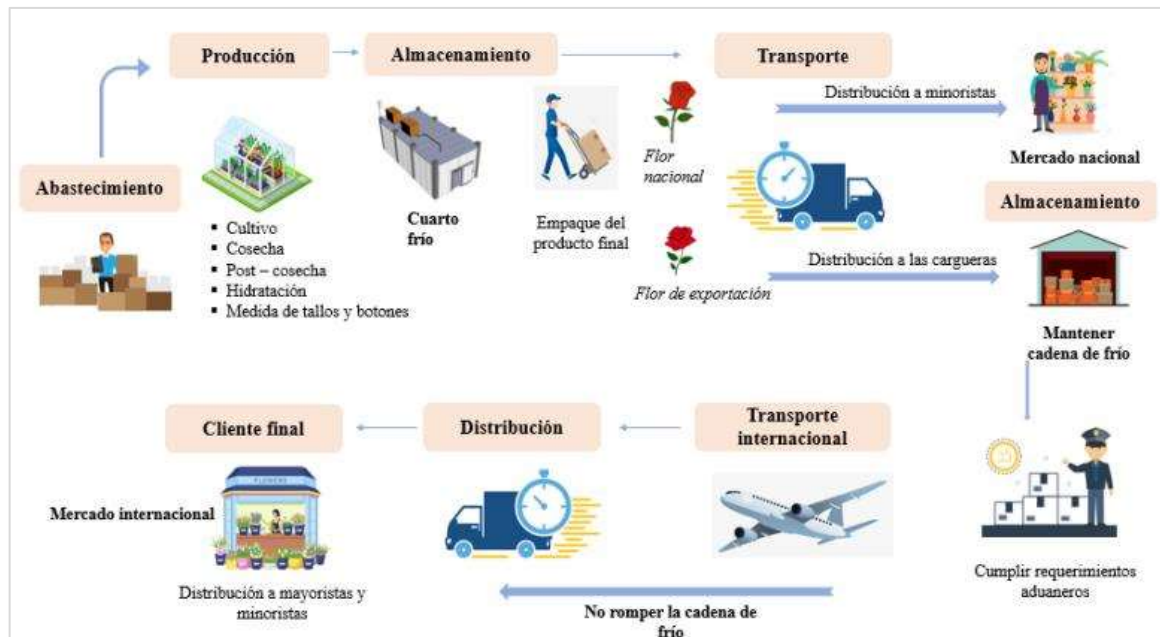 Producción
Almacenamiento
Transporte
Distribución a minoristas
Mercado nacional
Abastecimiento
▪ Cultivo
▪ Cosecha
▪ Post – cosecha
▪ Hidratación
▪ Medida de tallos y botones
Cuarto
frío
Empaque del
producto final
Flor
nacional
Flor de exportación
Distribución a las cargueras
Almacenamiento
Mantener
cadena de frío
Cumplir requerimientos
aduaneros
Transporte
internacional
Distribución
Cliente final
Mercado internacional
FLOWERS
Distribución a mayoristas y
minoristas
No romper la cadena de
frío